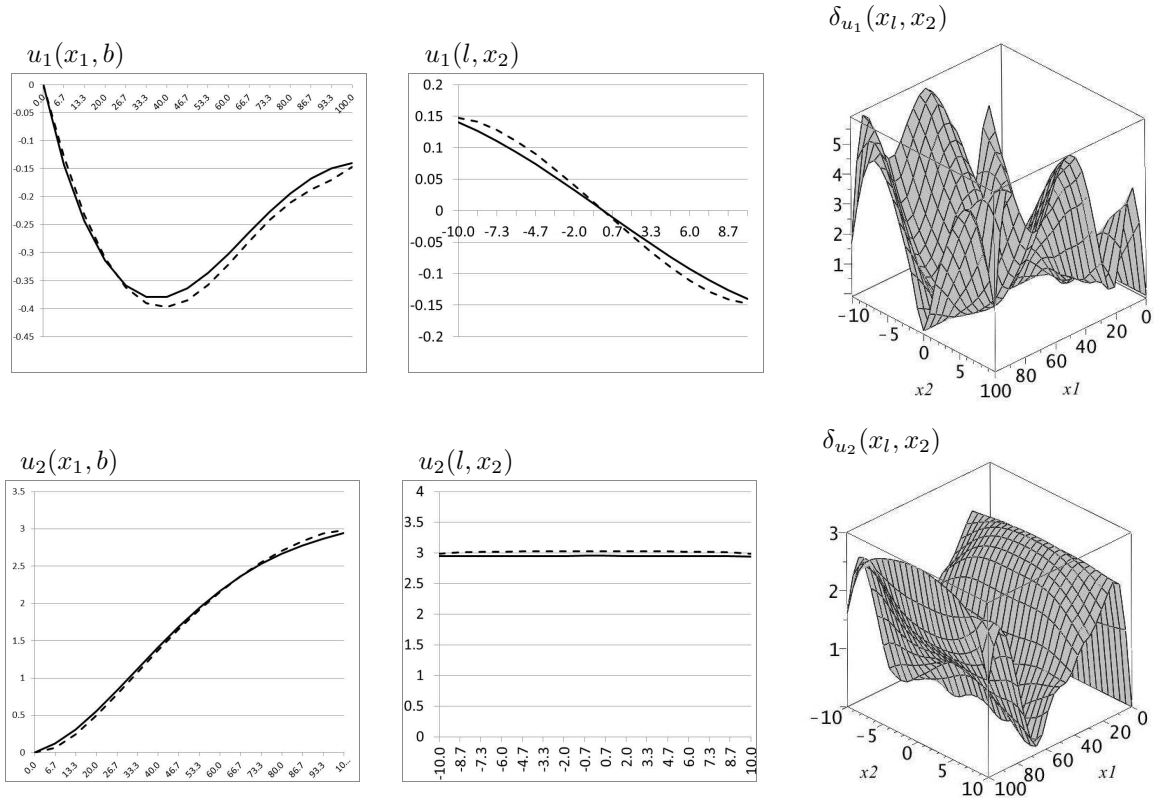 u₁(x₁, b)
0
-0.05
-0.1
-0.15
-0.2
-0.25
-0.3
-0.35
-0.4
-0.45
0.0 6.7 13.3 20.0 26.7 33.3 40.0 46.7 53.3 60.0 66.7 73.3 80.0 86.7 93.3 100.0
u₁(l, x₂)
0.2
0.15
0.1
0.05
0
-0.05
-0.1
-0.15
-0.2
-10.0 -7.3 -4.7 -2.0 0.7 3.3 6.0 8.7
δ_{u₁}(x_l, x₂)
5
4
3
2
1
-10 -5 0 5
x2
100 80 60 40 20 0
x1
u₂(x₁, b)
3.5
3
2.5
2
1.5
1
0.5
0
0.0 6.7 13.3 20.0 26.7 33.3 40.0 46.7 53.3 60.0 66.7 73.3 80.0 86.7 93.3 10...
u₂(l, x₂)
4
3.5
3
2.5
2
1.5
1
0.5
0
-10.0 -8.7 -7.3 -6.0 -4.7 -3.3 -2.0 -0.7 0.7 2.0 3.3 4.7 6.0 7.3 8.7 10.0
δ_{u₂}(x_l, x₂)
3
2
1
-10 -5 0 5 10
x2
100 80 60 40 20 0
x1